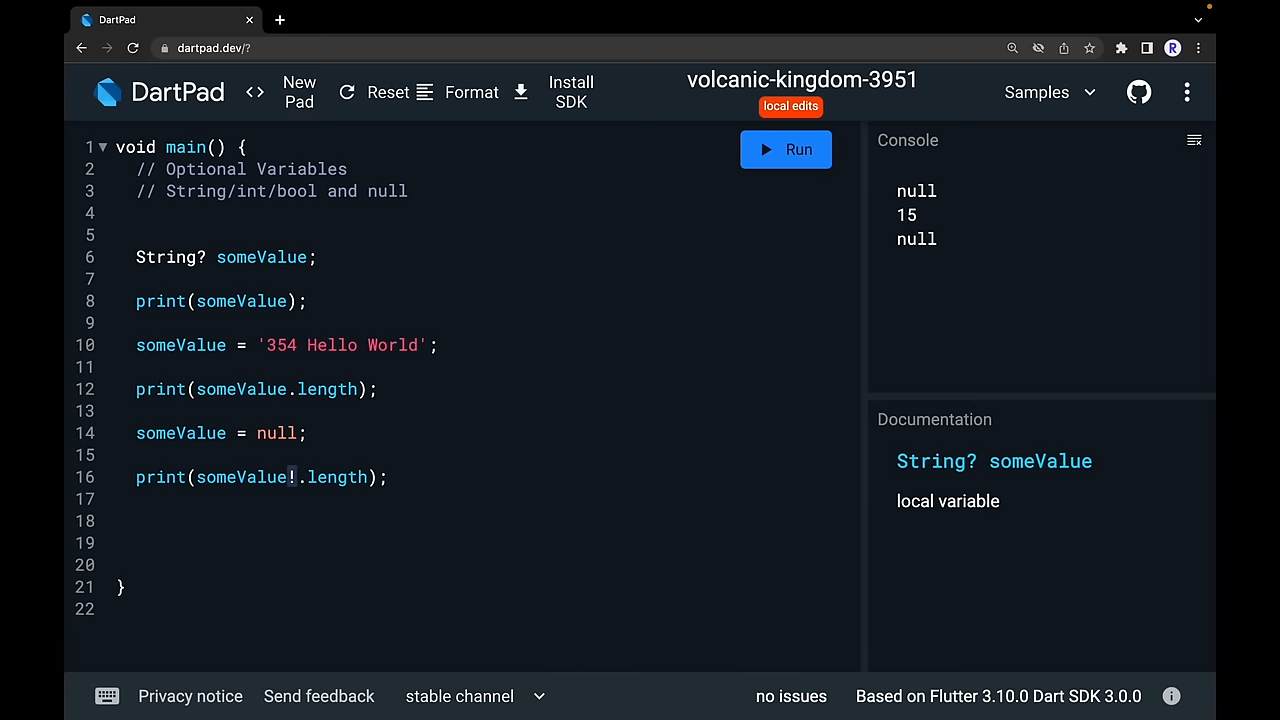 DartPad
dartpad.dev/?
R
DartPad
<> New Pad
Reset
Format
Install SDK
volcanic-kingdom-3951
local edits
Samples
1 void main() {
2 // Optional Variables
3 // String/int/bool and null
4
5
6 String? someValue;
7
8 print(someValue);
9
10 someValue = '354 Hello World';
11
12 print(someValue.length);
13
14 someValue = null;
15
16 print(someValue!.length);
17
18
19
20
21 }
22
Run
Console
null
15
null
Documentation
String? someValue
local variable
Privacy notice
Send feedback
stable channel
no issues
Based on Flutter 3.10.0 Dart SDK 3.0.0